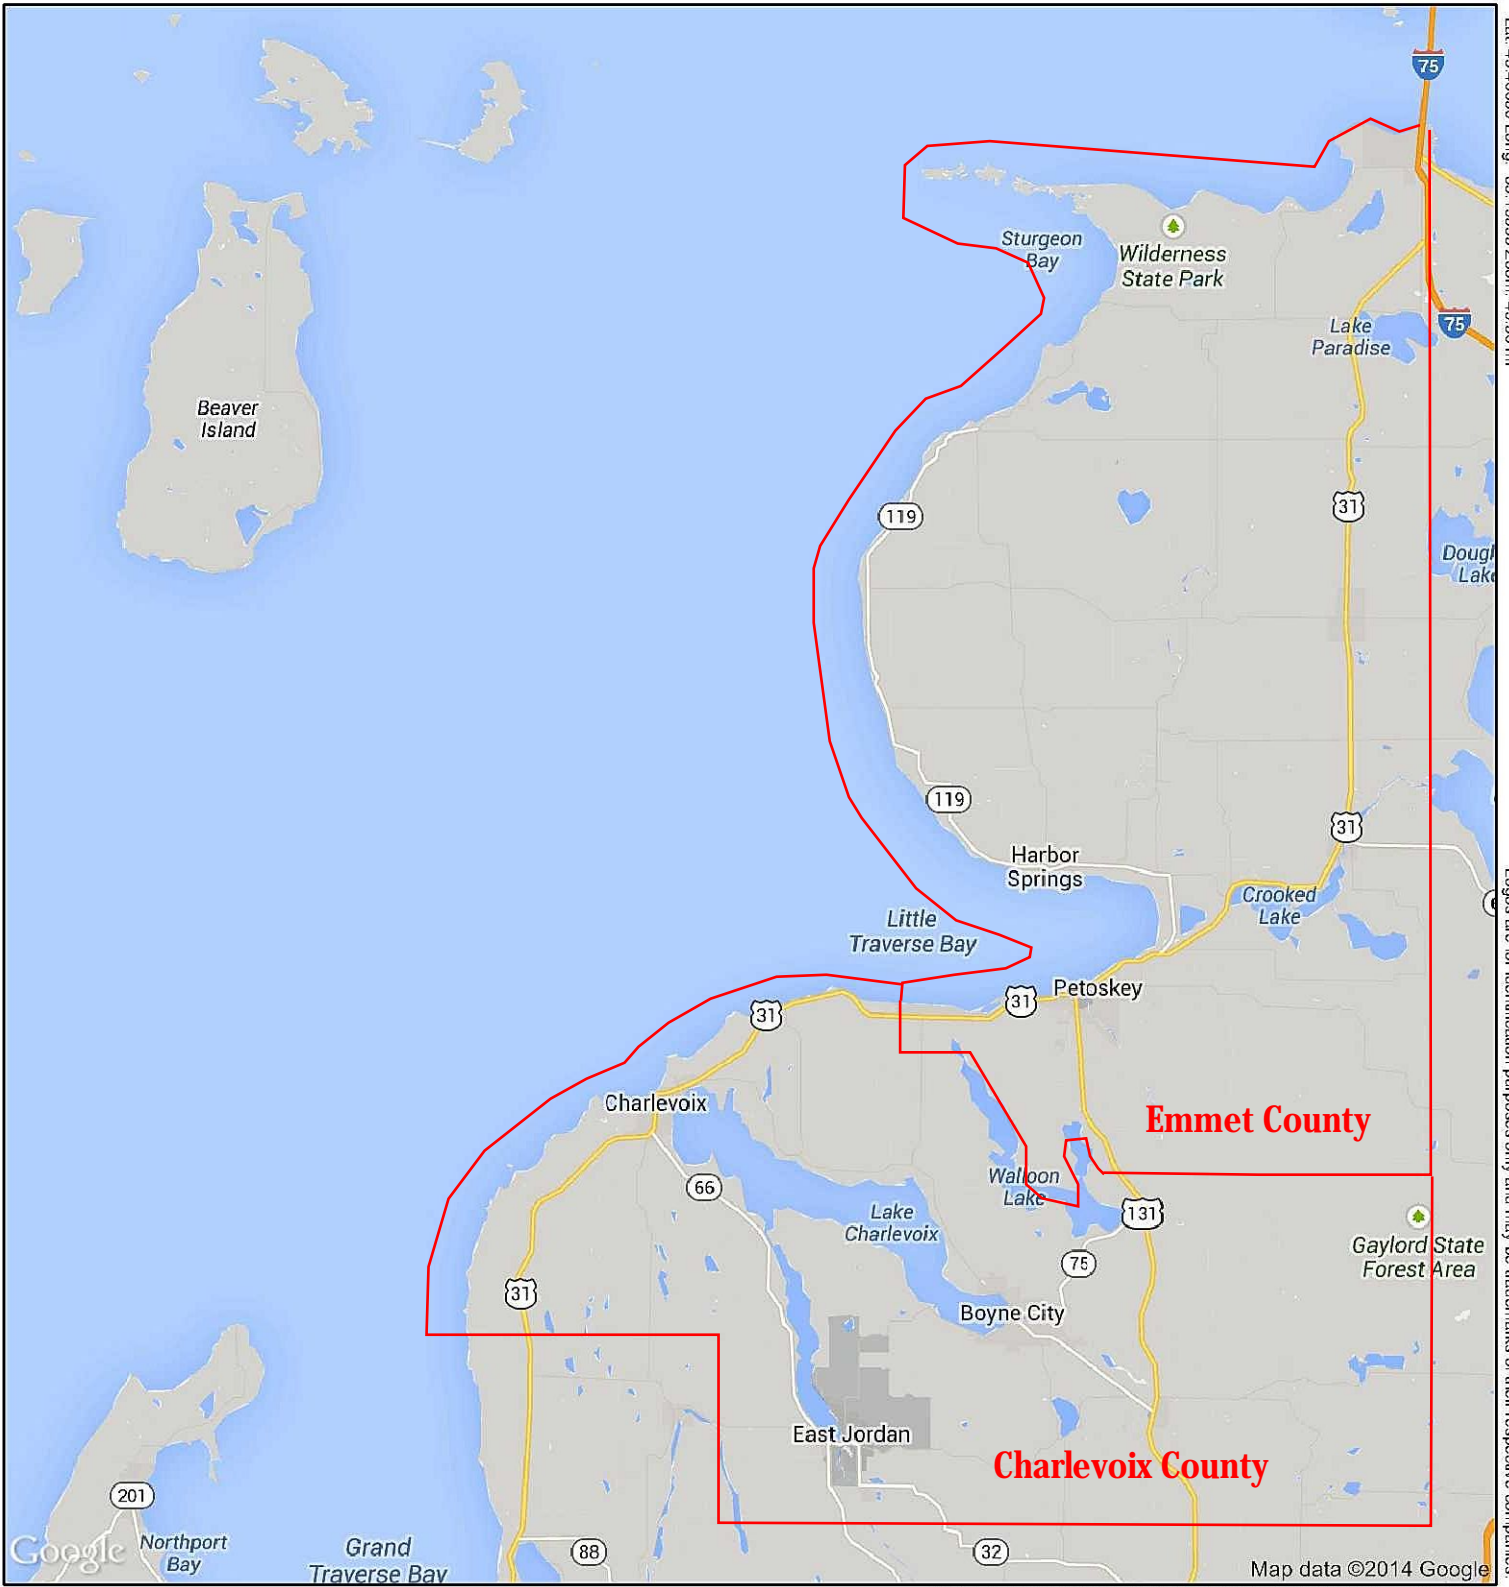 75
Sturgeon
Bay
Wilderness
State Park
Lake
Paradise
75
Beaver
Island
119
31
Lake
119
31
Harbor
Springs
Crooked
Lake
Little
Traverse Bay
Petoskey
31
31
Charlevoix
Emmet County
Walloon
Lake
66
131
Lake
Charlevoix
Gaylord State
Forest Area
75
31
Boyne City
East Jordan
Charlevoix County
201
Northport
Bay
Grand
Traverse Bay
88
32
Google
Map data ©2014 Google